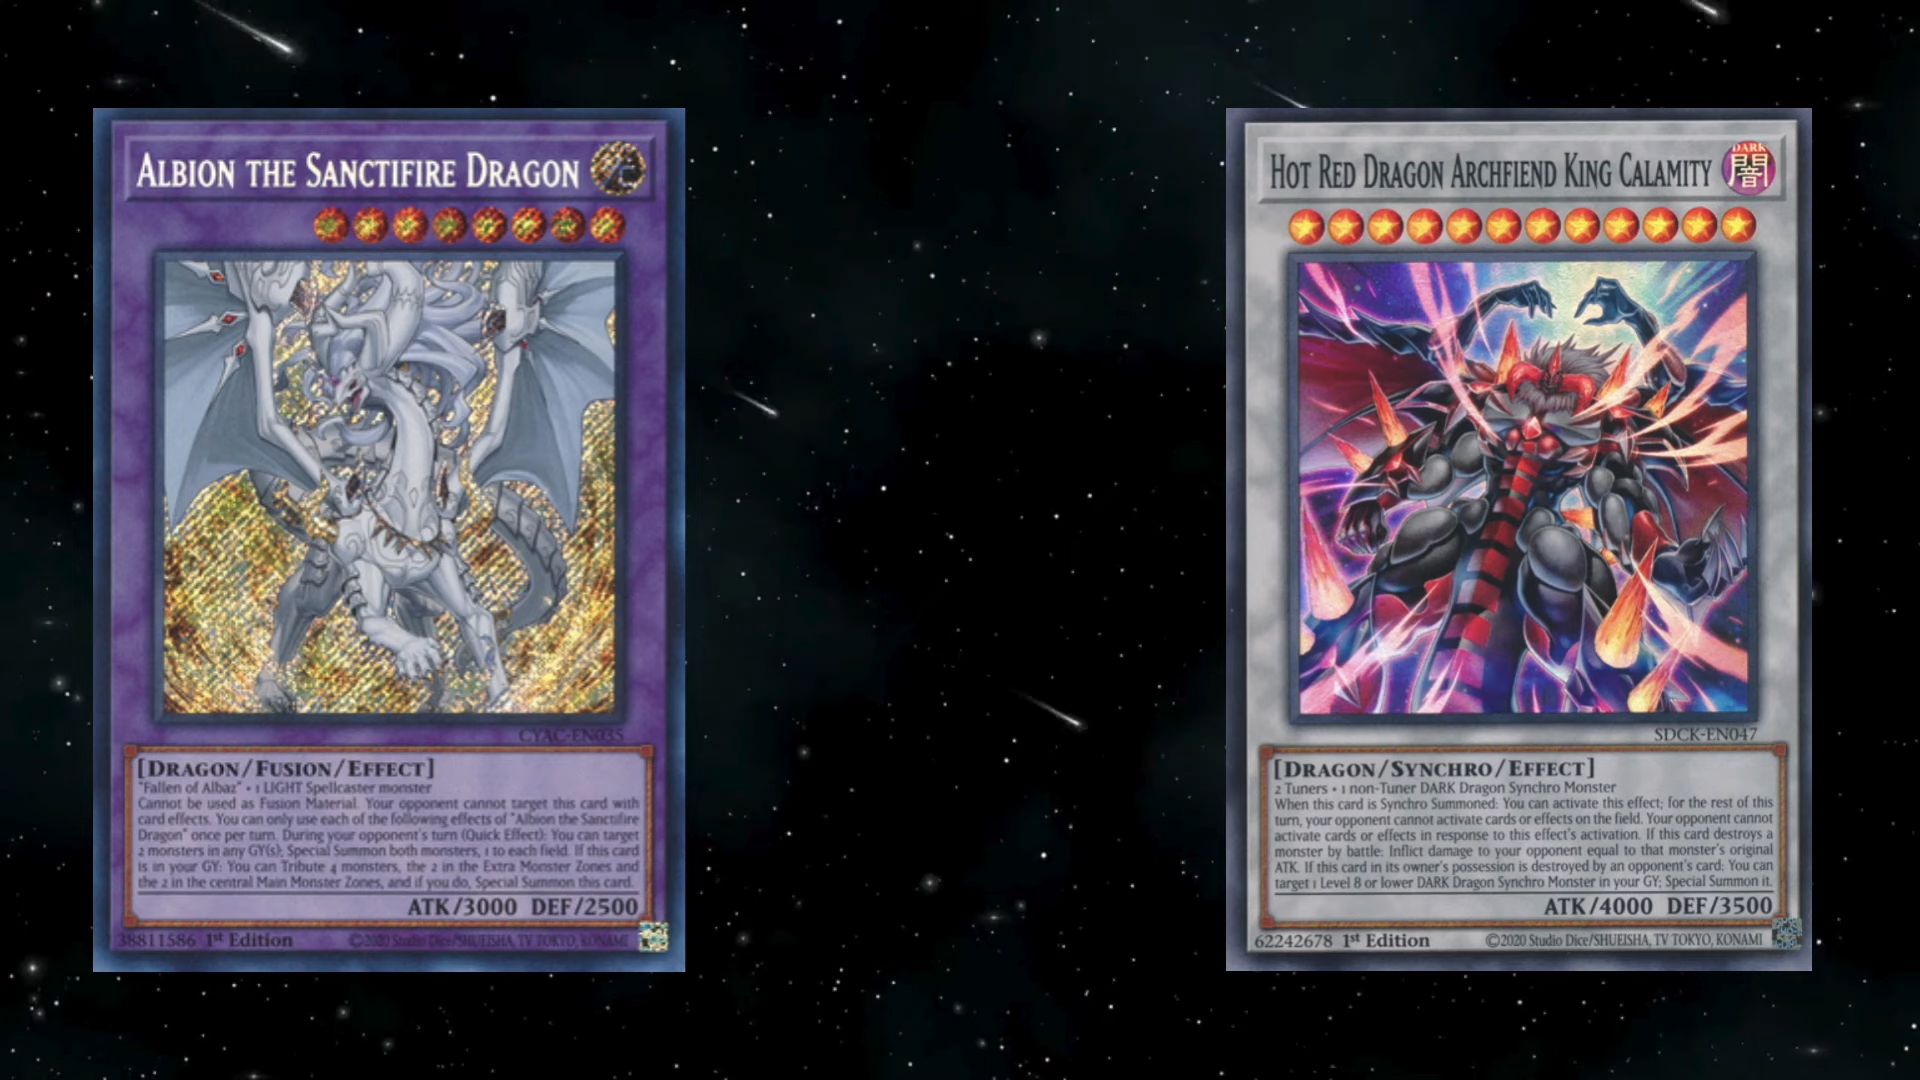 ALBION THE SANCTIFIRE DRAGON
CYAC-EN035
[DRAGON/FUSION/EFFECT]
"Fallen of Albaz" + 1 LIGHT Spellcaster monster
Cannot be used as Fusion Material. Your opponent cannot target this card with
card effects. You can only use each of the following effects of "Albion the Sanctifire
Dragon" once per turn. During your opponent's turn (Quick Effect): You can target
2 monsters in any GY(s); Special Summon both monsters, 1 to each field. If this card
is in your GY: You can Tribute 4 monsters, the 2 in the Extra Monster Zones and
the 2 in the central Main Monster Zones, and if you do, Special Summon this card.
ATK/3000 DEF/2500
38811586 1st Edition ©2020 Studio Dice/SHUEISHA, TV TOKYO, KONAMI
HOT RED DRAGON ARCHFIEND KING CALAMITY
DARK
闇
SDCK-EN047
[DRAGON/SYNCHRO/EFFECT]
2 Tuners + 1 non-Tuner DARK Dragon Synchro Monster
When this card is Synchro Summoned: You can activate this effect; for the rest of this
turn, your opponent cannot activate cards or effects on the field. Your opponent cannot
activate cards or effects in response to this effect's activation. If this card destroys a
monster by battle: Inflict damage to your opponent equal to that monster's original
ATK. If this card in its owner's possession is destroyed by an opponent's card: You can
target 1 Level 8 or lower DARK Dragon Synchro Monster in your GY; Special Summon it.
ATK/4000 DEF/3500
62242678 1st Edition ©2020 Studio Dice/SHUEISHA, TV TOKYO, KONAMI